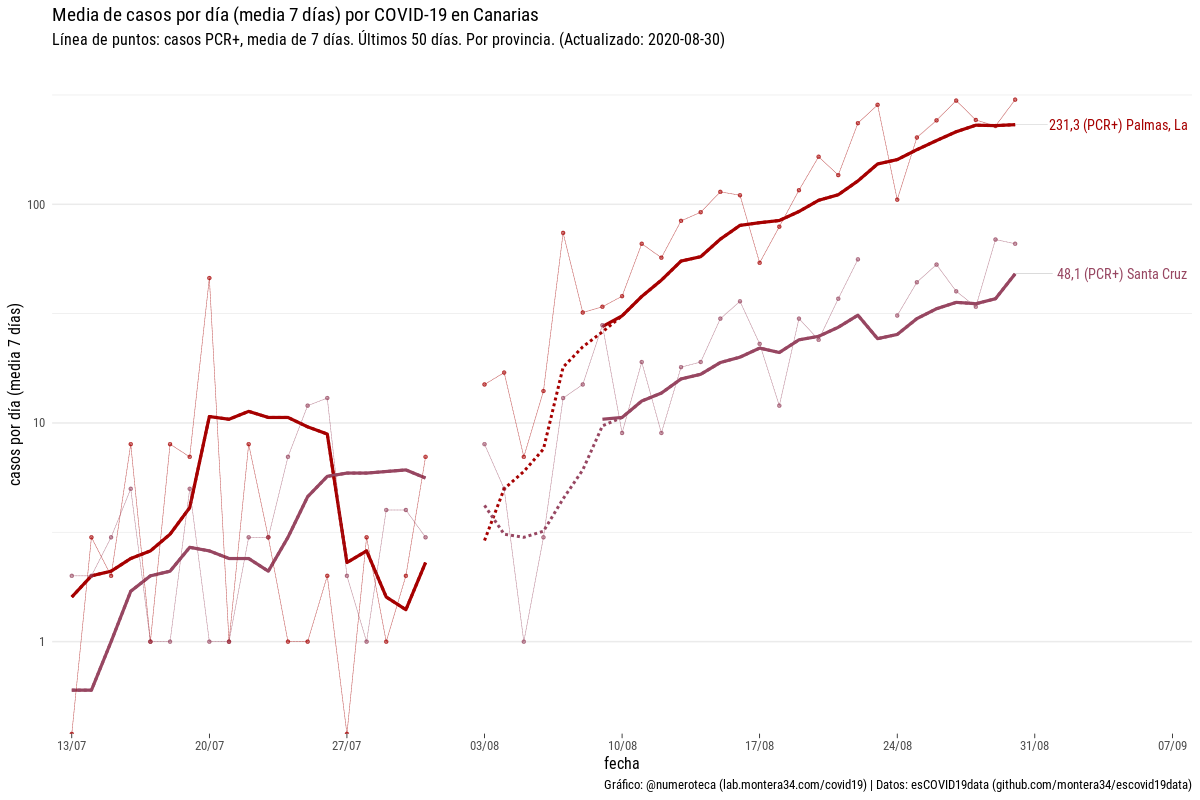 Media de casos por día (media 7 días) por COVID-19 en Canarias
Línea de puntos: casos PCR+, media de 7 días. Últimos 50 días. Por provincia. (Actualizado: 2020-08-30)
casos por día (media 7 días)
100
10
1
231,3 (PCR+) Palmas, La
48,1 (PCR+) Santa Cruz
13/07
20/07
27/07
03/08
10/08
17/08
24/08
31/08
07/09
fecha
Gráfico: @numeroteca (lab.montera34.com/covid19) | Datos: esCOVID19data (github.com/montera34/escovid19data)